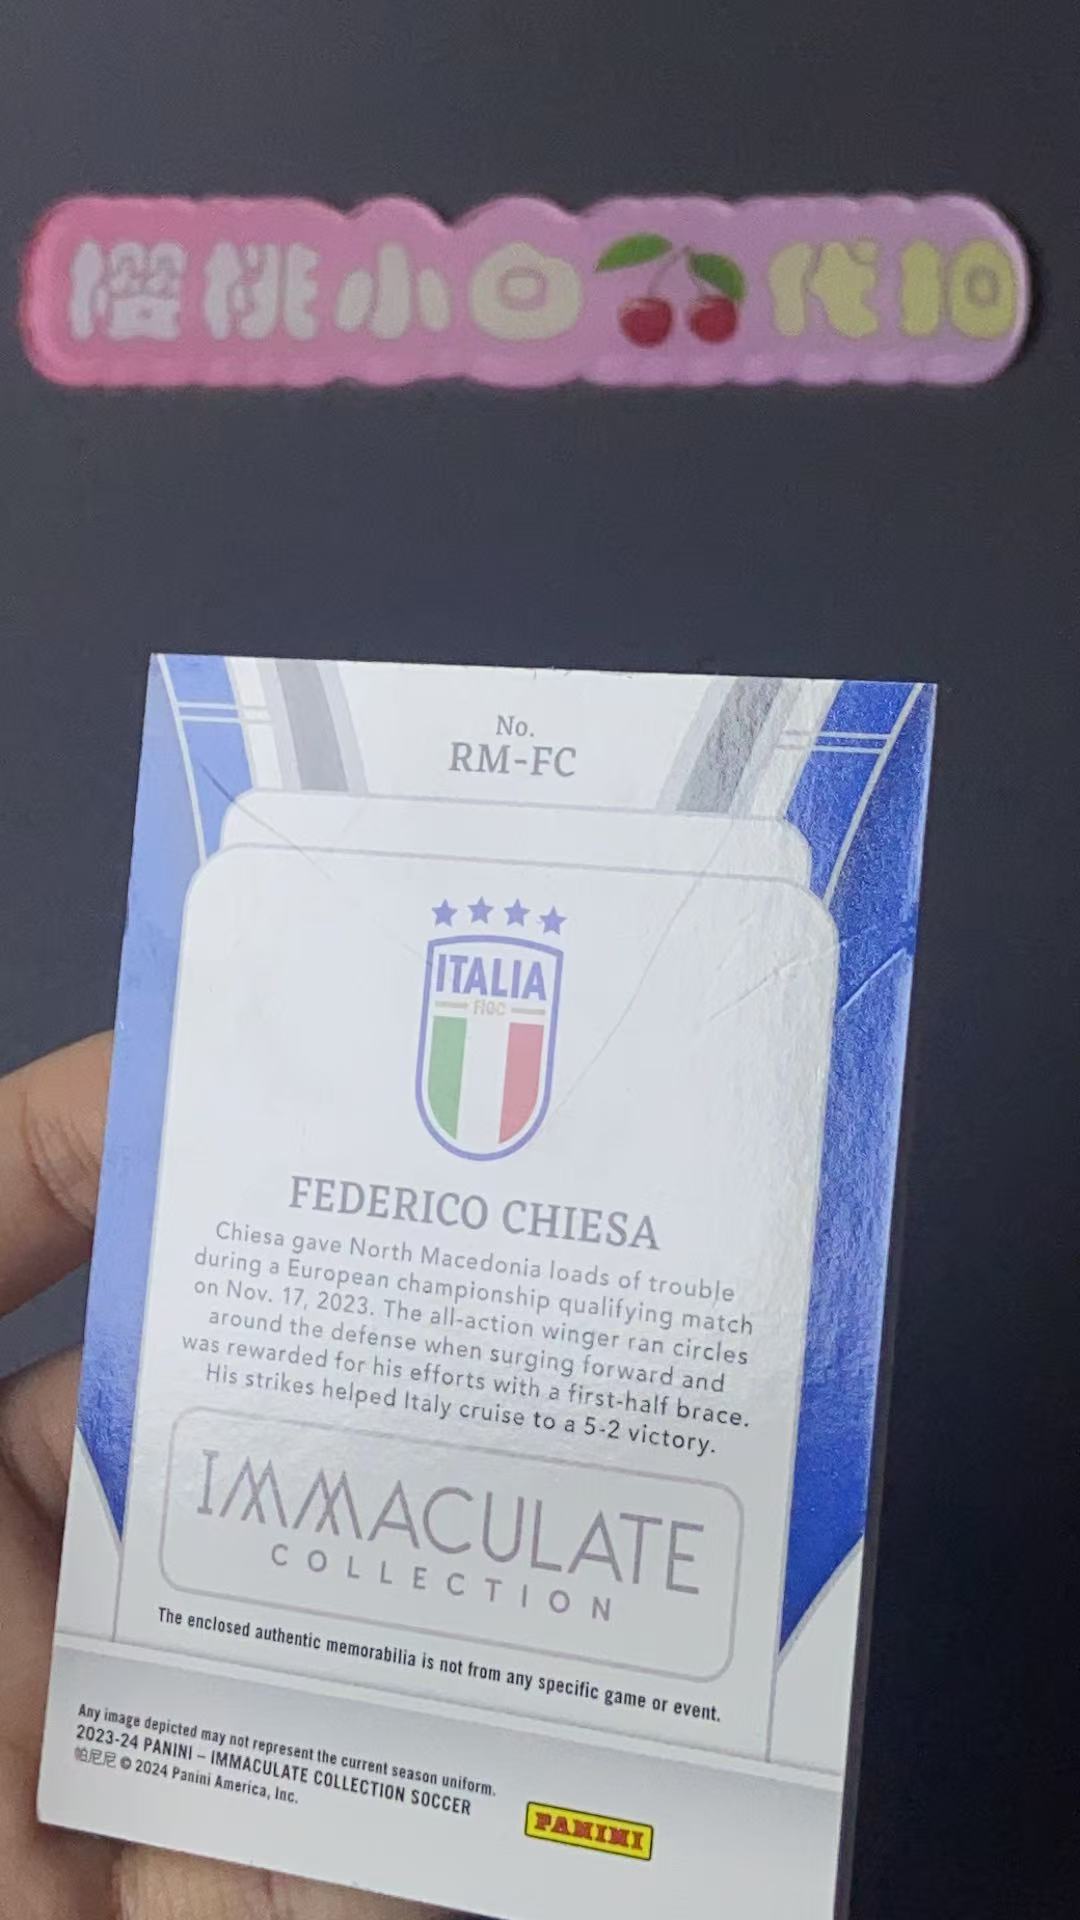 樱桃小口代拍
No.
RM-FC
ITALIA
FIGC
FEDERICO CHIESA
Chiesa gave North Macedonia loads of trouble
during a European championship qualifying match
on Nov. 17, 2023. The all-action winger ran circles
around the defense when surging forward and
was rewarded for his efforts with a first-half brace.
His strikes helped Italy cruise to a 5-2 victory.
IMMACULATE
COLLECTION
The enclosed authentic memorabilia is not from any specific game or event.
Any image depicted may not represent the current season uniform.
2023-24 PANINI – IMMACULATE COLLECTION SOCCER
帕尼尼 © 2024 Panini America, Inc.
PANINI